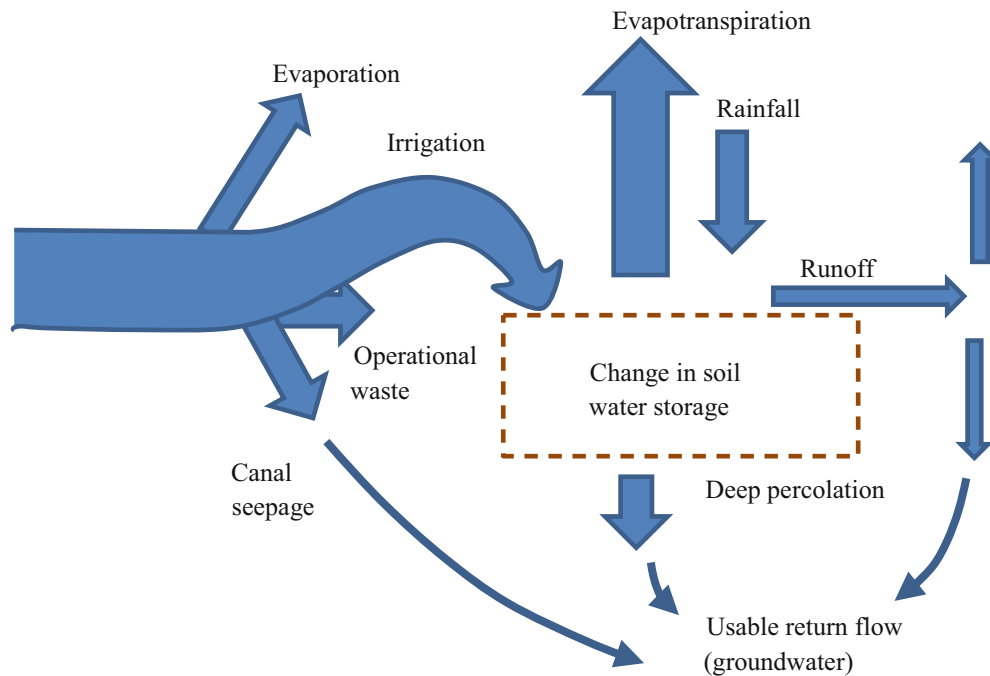 Evapotranspiration
Evaporation
Rainfall
Irrigation
Runoff
Operational
waste
Change in soil
water storage
Canal
seepage
Deep percolation
Usable return flow
(groundwater)